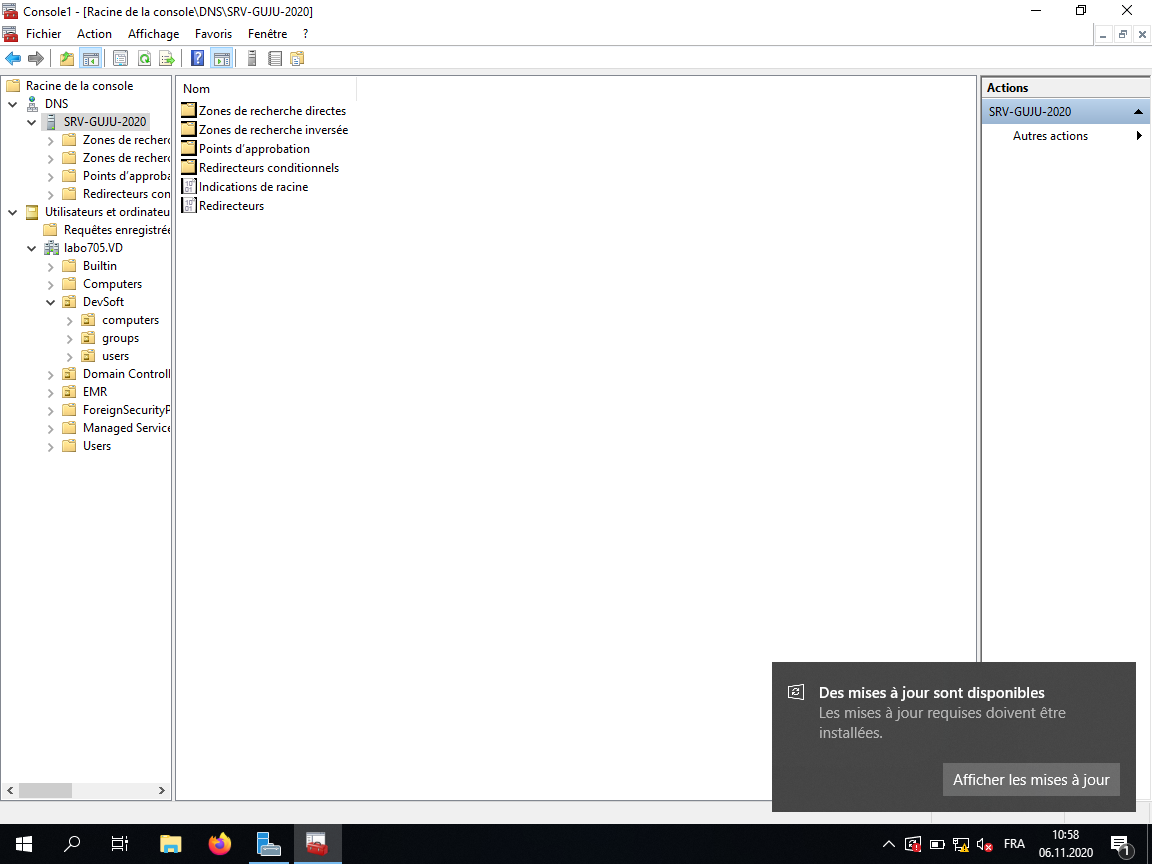 Console1 - [Racine de la console\DNS\SRV-GUJU-2020]
Fichier Action Affichage Favoris Fenêtre ?
Racine de la console
DNS
SRV-GUJU-2020
Zones de recherc
Zones de recherc
Points d'approba
Redirecteurs con
Utilisateurs et ordinateu
Requêtes enregistrée
labo705.VD
Builtin
Computers
DevSoft
computers
groups
users
Domain Controll
EMR
ForeignSecurityP
Managed Service
Users
Nom
Zones de recherche directes
Zones de recherche inversée
Points d'approbation
Redirecteurs conditionnels
Indications de racine
Redirecteurs
Actions
SRV-GUJU-2020
Autres actions
Des mises à jour sont disponibles
Les mises à jour requises doivent être
installées.
Afficher les mises à jour
FRA
10:58
06.11.2020
1